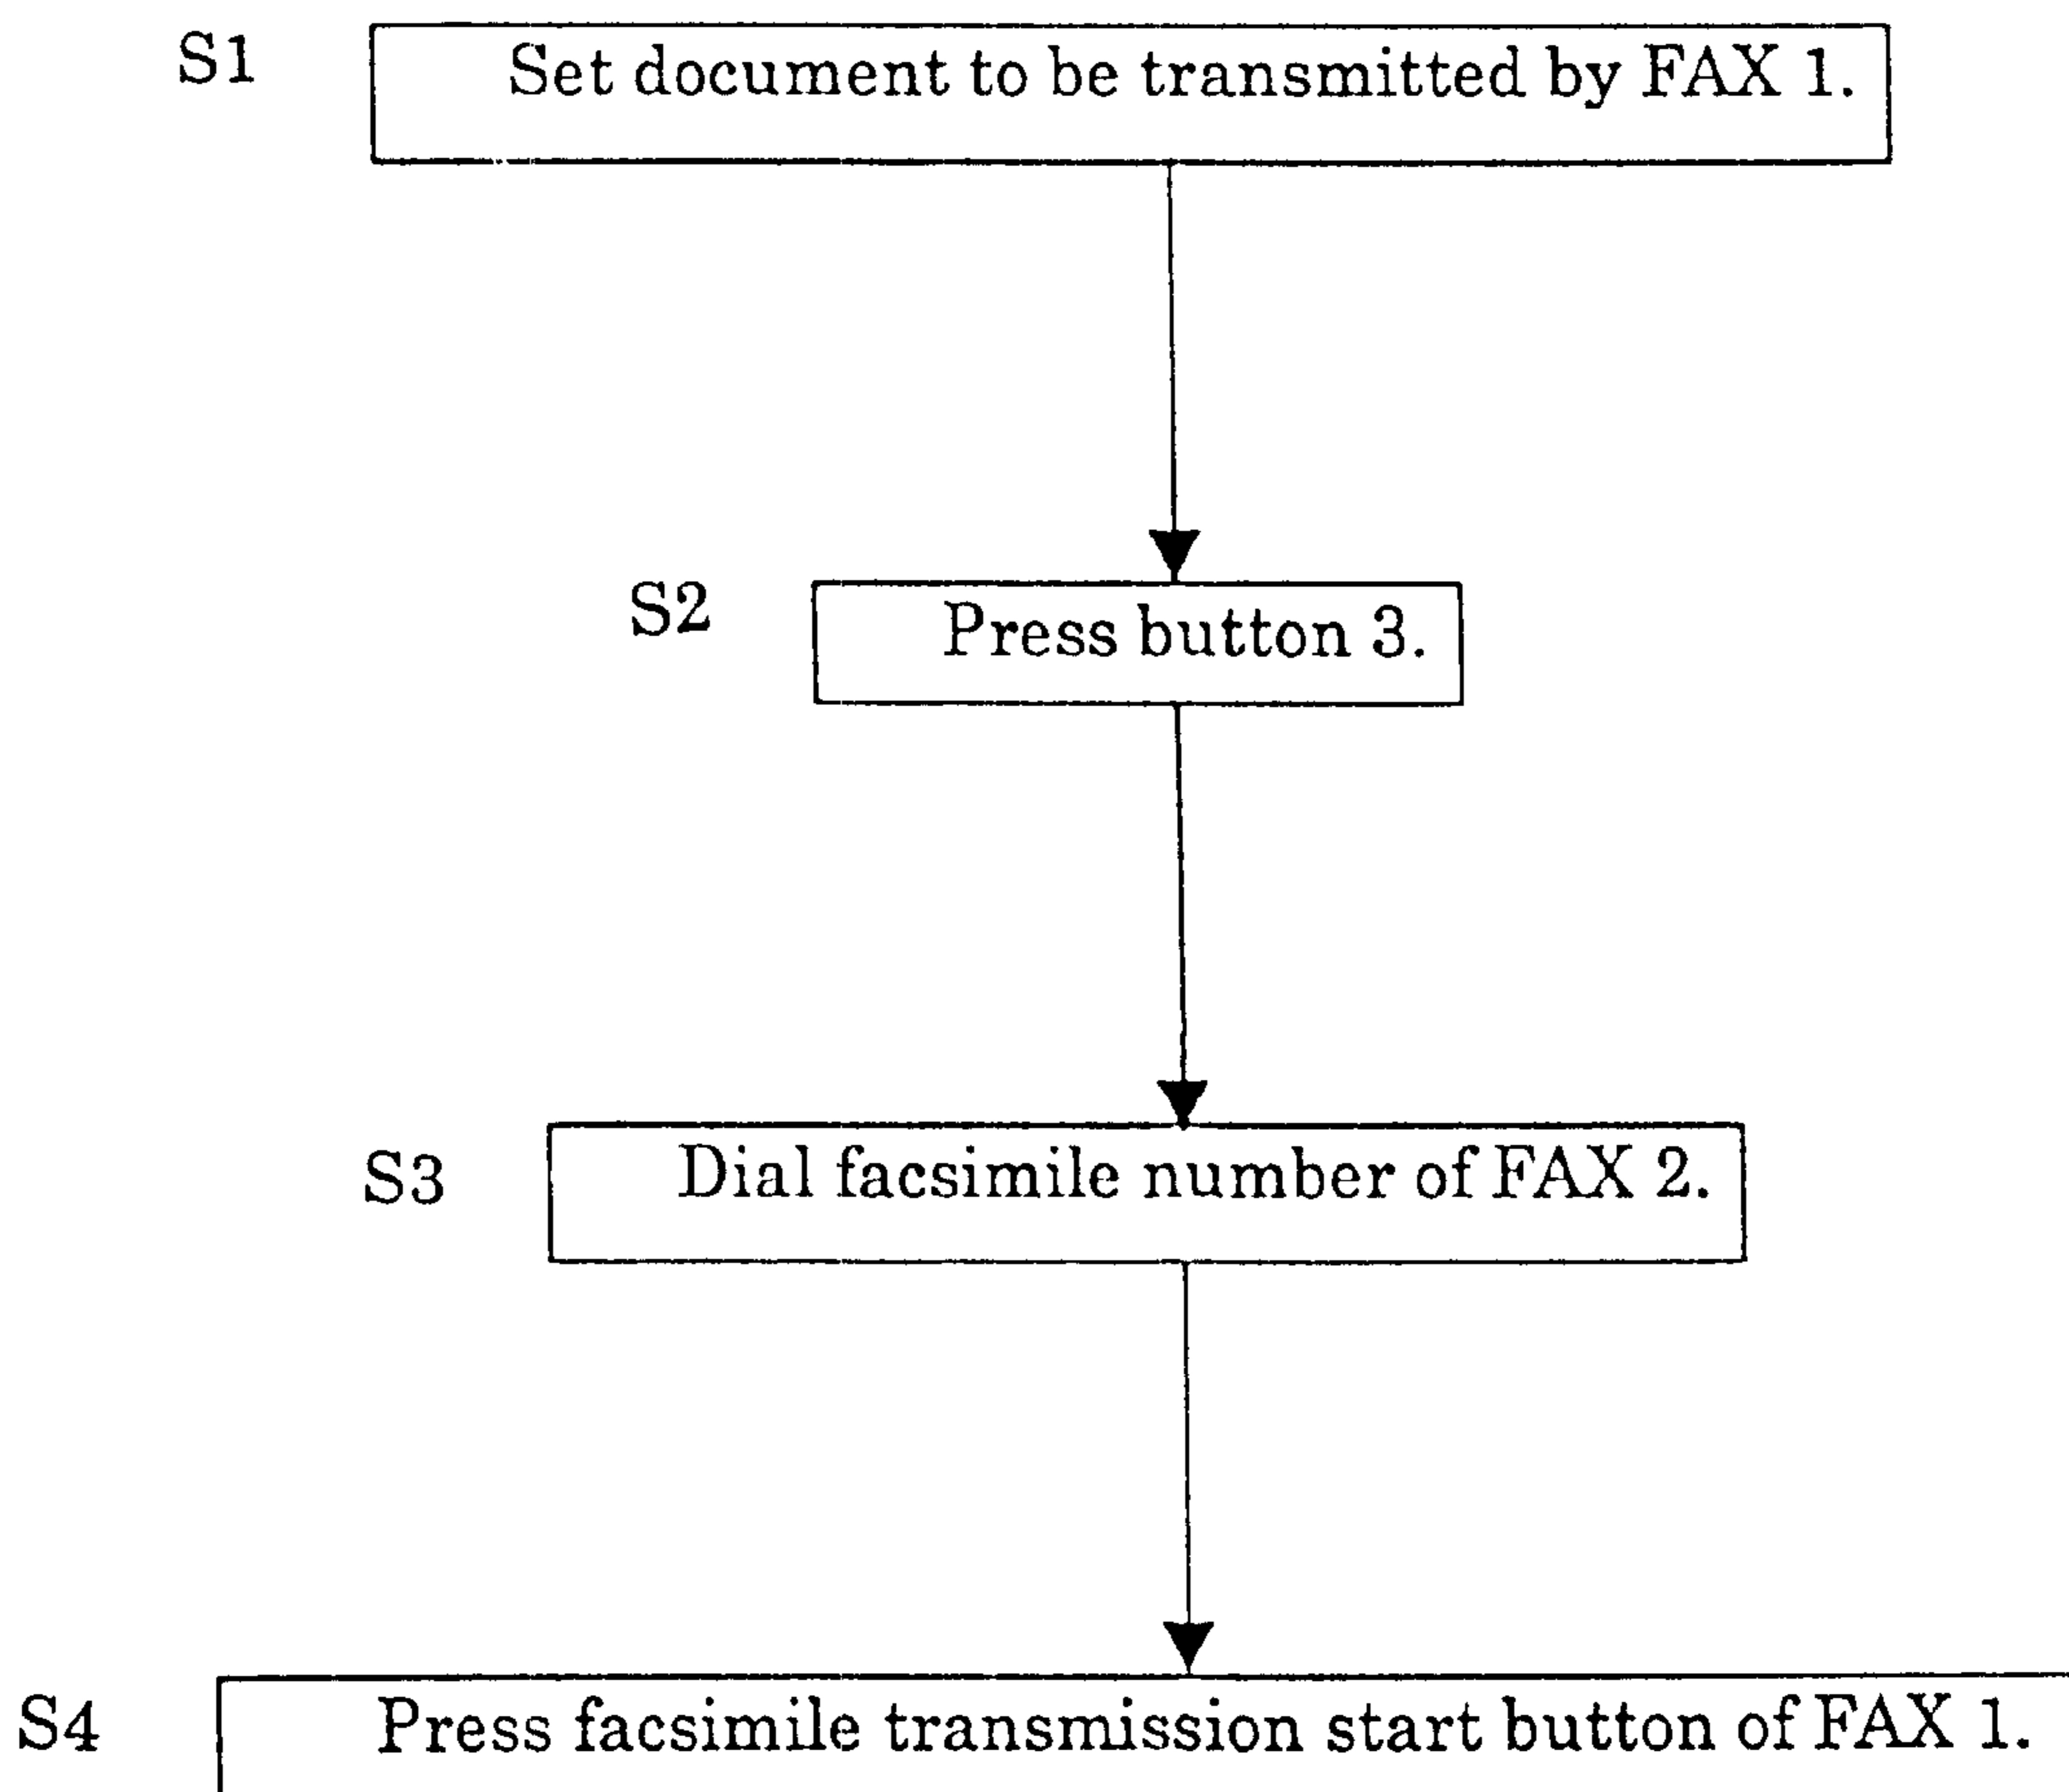 S1 Set document to be transmitted by FAX 1.
S2 Press button 3.
S3 Dial facsimile number of FAX 2.
S4 Press facsimile transmission start button of FAX 1.